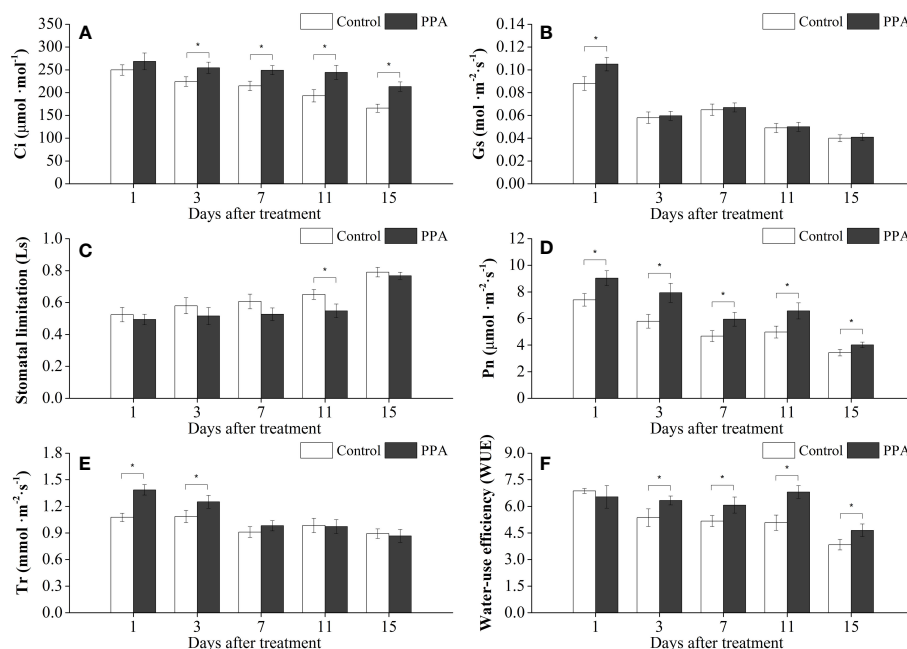 A
Control PPA
Ci (μmol ·mol⁻¹)
350
300
250
200
150
100
50
0
* * * *
1 3 7 11 15
Days after treatment
B
Control PPA
Gs (mol ·m⁻²·s⁻¹)
0.14
0.12
0.10
0.08
0.06
0.04
0.02
0.00
*
1 3 7 11 15
Days after treatment
C
Control PPA
Stomatal limitation (Ls)
1.0
0.8
0.6
0.4
0.2
0.0
*
1 3 7 11 15
Days after treatment
D
Control PPA
Pn (μmol ·m⁻²·s⁻¹)
12
10
8
6
4
2
0
* * * * *
1 3 7 11 15
Days after treatment
E
Control PPA
Tr (mmol ·m⁻²·s⁻¹)
1.8
1.5
1.2
0.9
0.6
0.3
0.0
* *
1 3 7 11 15
Days after treatment
F
Control PPA
Water-use efficiency (WUE)
9.0
7.5
6.0
4.5
3.0
1.5
0.0
* * * *
1 3 7 11 15
Days after treatment